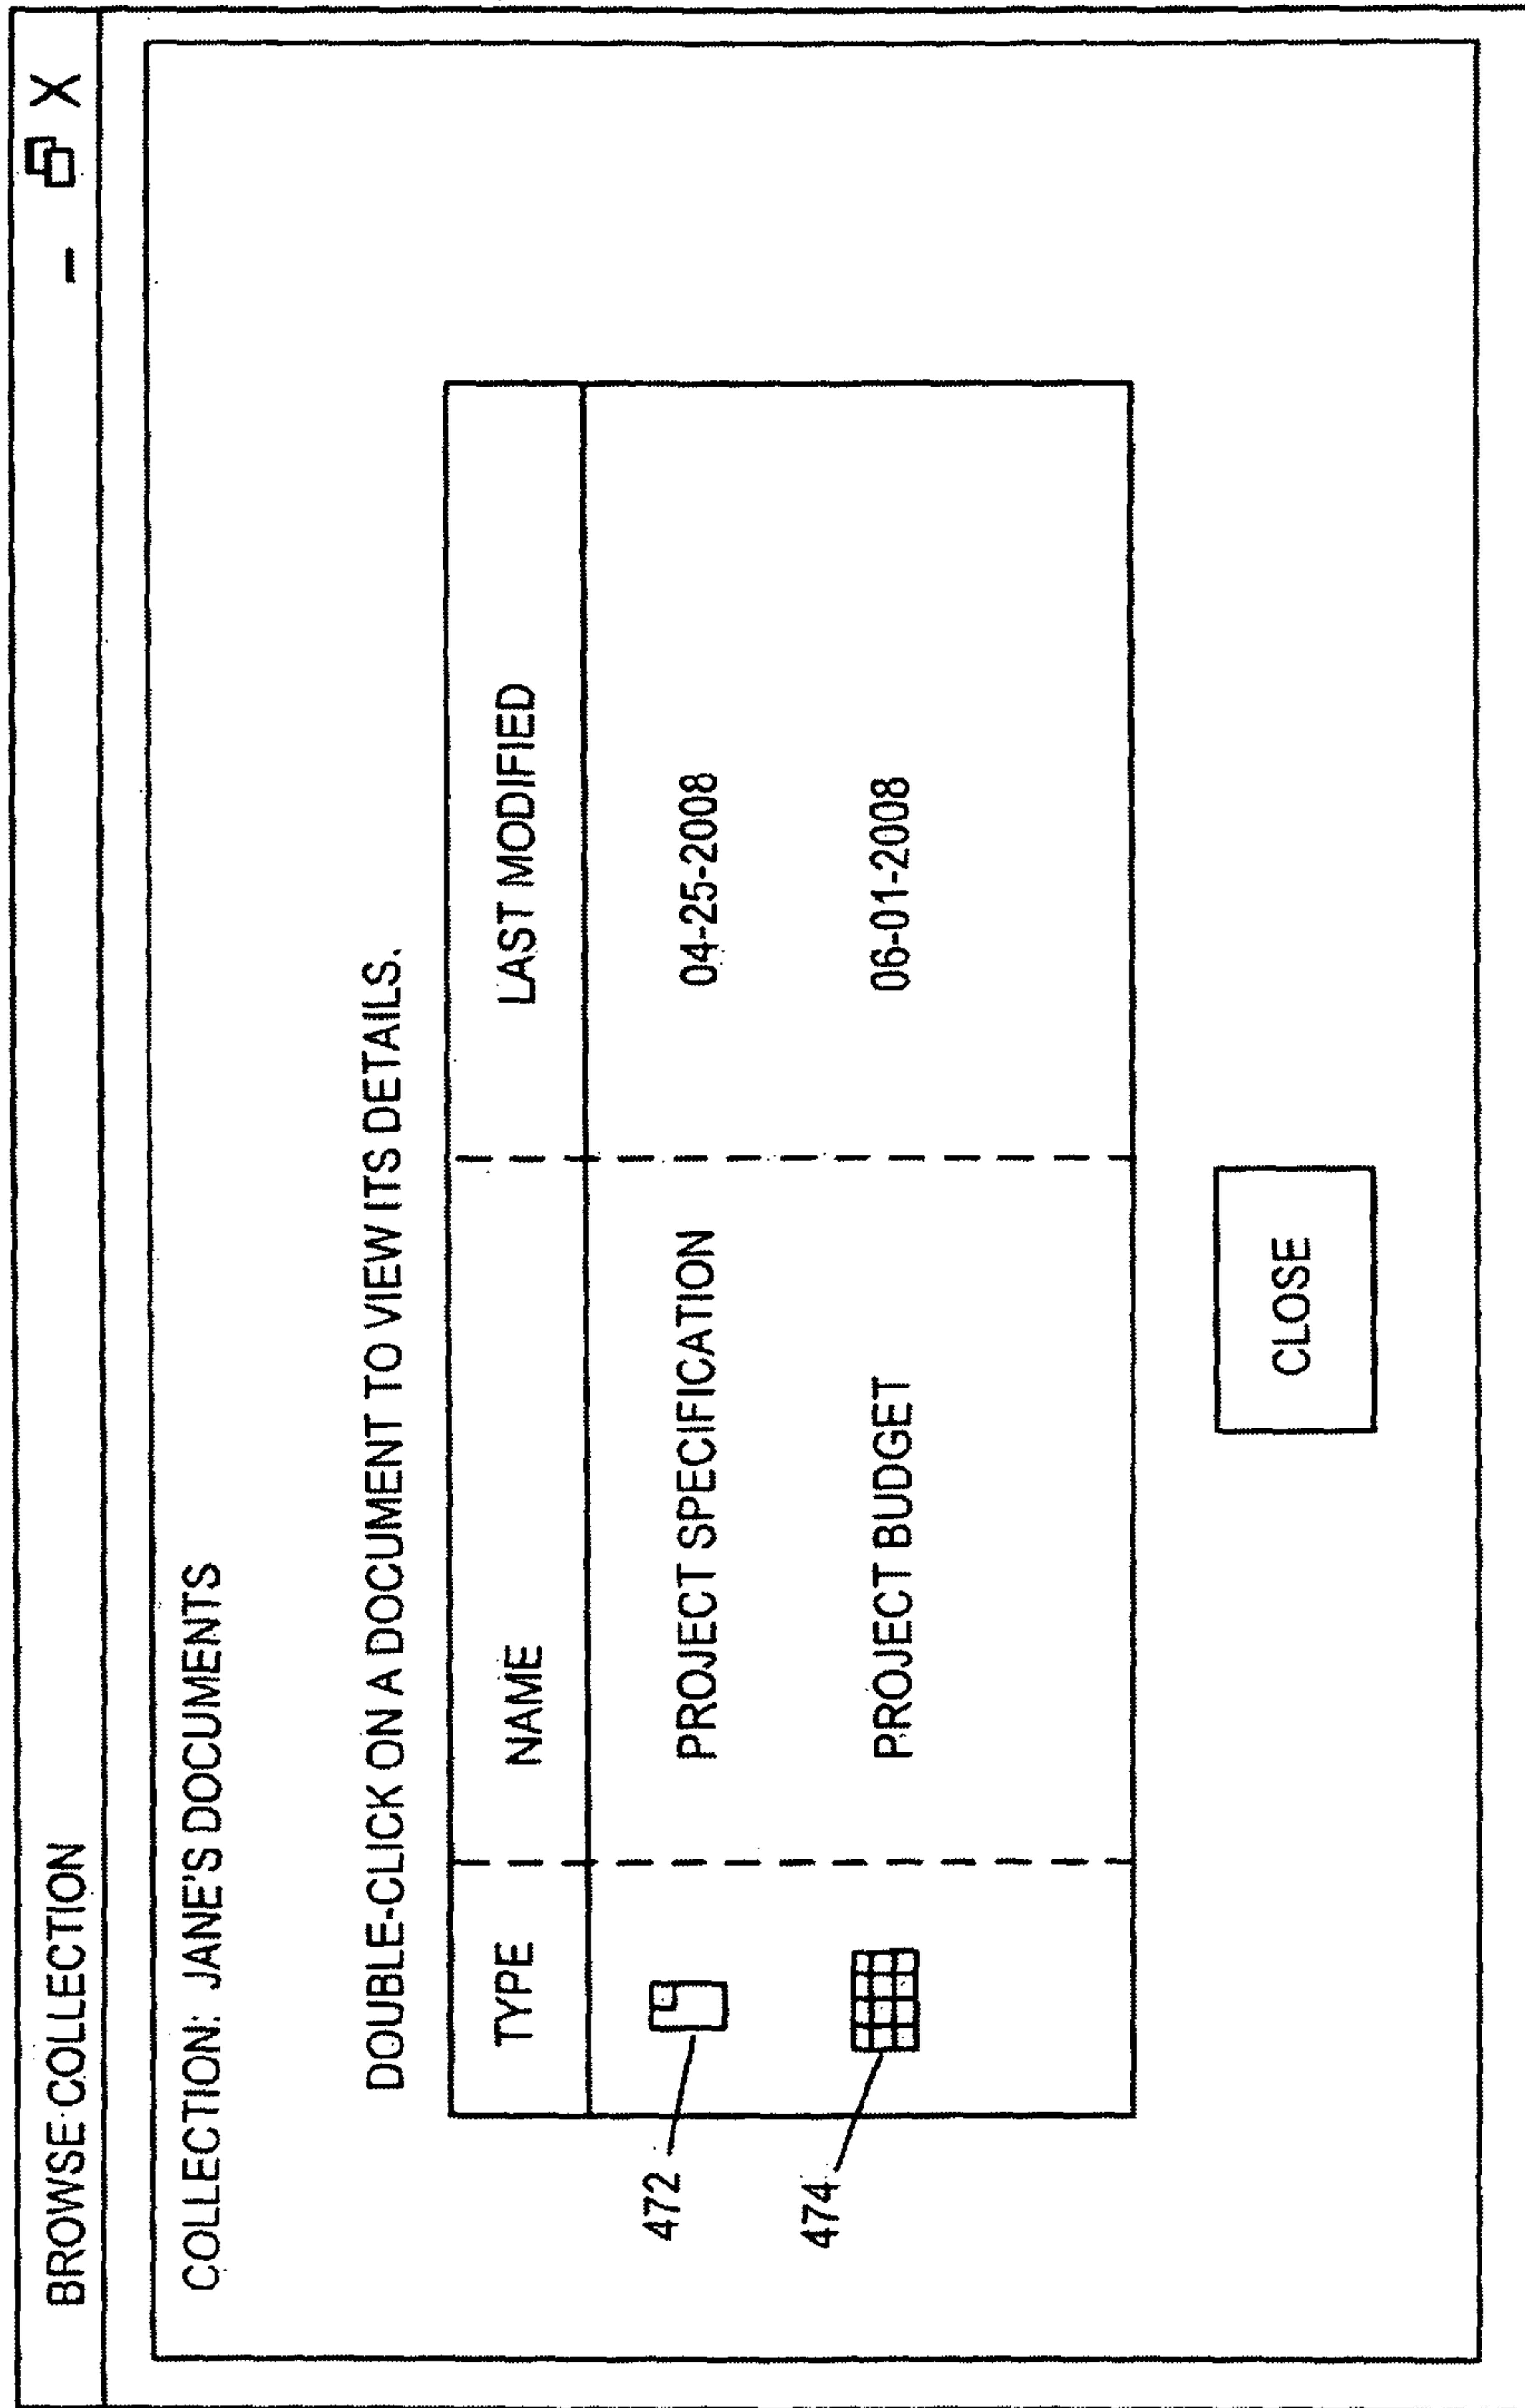 BROWSE COLLECTION
COLLECTION: JANE'S DOCUMENTS
DOUBLE-CLICK ON A DOCUMENT TO VIEW ITS DETAILS.
TYPE NAME LAST MODIFIED
472 PROJECT SPECIFICATION 04-25-2008
474 PROJECT BUDGET 06-01-2008
CLOSE